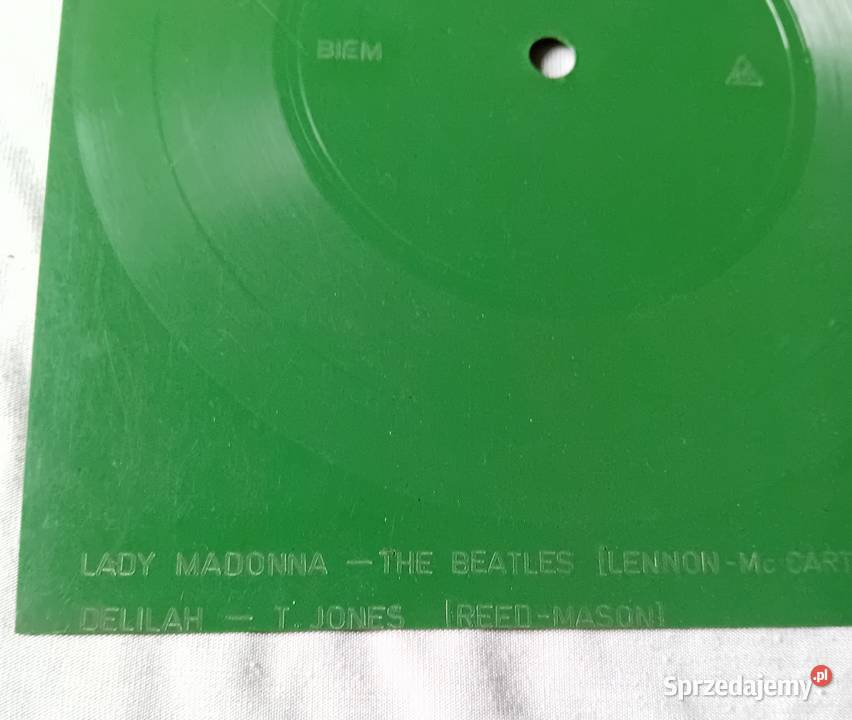 BIEM
LADY MADONNA — THE BEATLES [LENNON-Mc CART
DELILAH — T. JONES [REED-MASON]
Sprzedajemy.pl